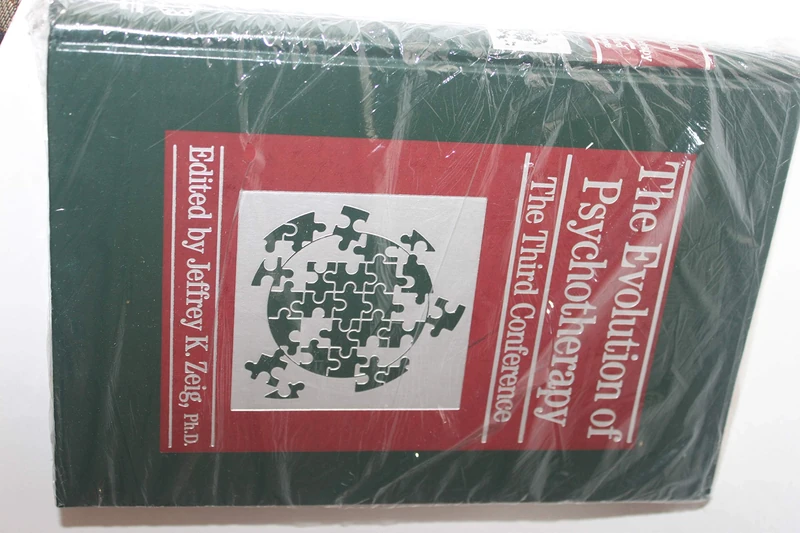 The Evolution of
Psychotherapy
The Third Conference
Edited by Jeffrey K. Zeig, Ph.D.